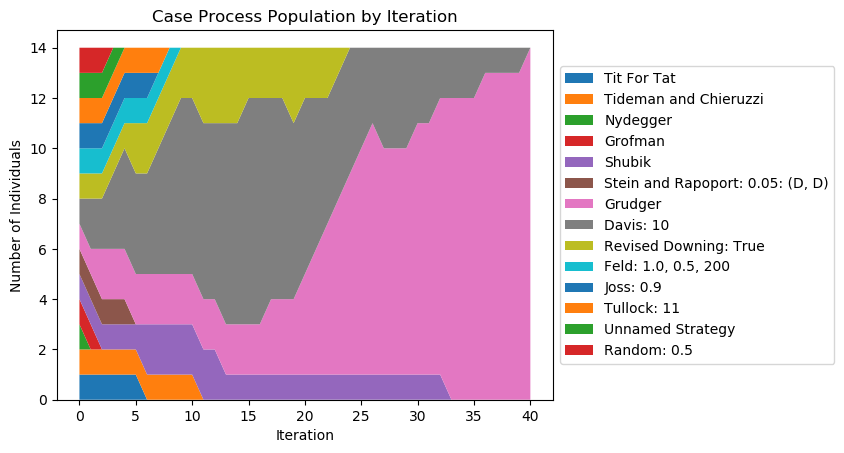 Case Process Population by Iteration
Number of Individuals
14
12
10
8
6
4
2
0
0 5 10 15 20 25 30 35 40
Iteration
Tit For Tat
Tideman and Chieruzzi
Nydegger
Grofman
Shubik
Stein and Rapoport: 0.05: (D, D)
Grudger
Davis: 10
Revised Downing: True
Feld: 1.0, 0.5, 200
Joss: 0.9
Tullock: 11
Unnamed Strategy
Random: 0.5